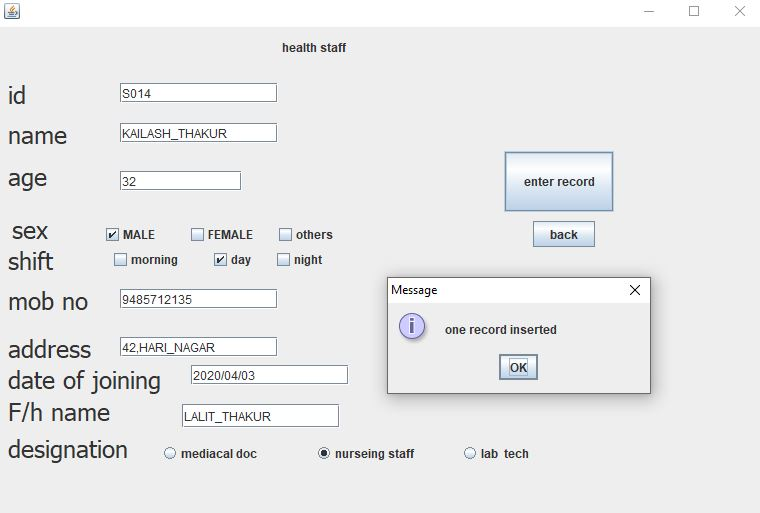 health staff
id S014
name KAILASH_THAKUR
age 32
enter record
sex MALE FEMALE others
back
shift morning day night
Message
mob no 9485712135
one record inserted
address 42,HARI_NAGAR
OK
date of joining 2020/04/03
F/h name LALIT_THAKUR
designation mediacal doc nurseing staff lab tech